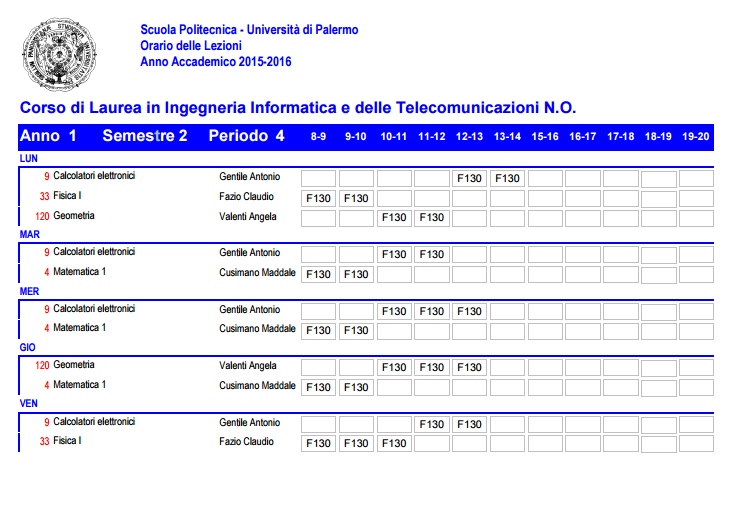 Scuola Politecnica - Università di Palermo
Orario delle Lezioni
Anno Accademico 2015-2016
Corso di Laurea in Ingegneria Informatica e delle Telecomunicazioni N.O.
Anno 1 Semestre 2 Periodo 4 8-9 9-10 10-11 11-12 12-13 13-14 15-16 16-17 17-18 18-19 19-20
LUN
9 Calcolatori elettronici Gentile Antonio F130 F130
33 Fisica I Fazio Claudio F130 F130
120 Geometria Valenti Angela F130 F130
MAR
9 Calcolatori elettronici Gentile Antonio F130 F130
4 Matematica 1 Cusimano Maddale F130 F130
MER
9 Calcolatori elettronici Gentile Antonio F130 F130 F130
4 Matematica 1 Cusimano Maddale F130 F130
GIO
120 Geometria Valenti Angela F130 F130 F130
4 Matematica 1 Cusimano Maddale F130 F130
VEN
9 Calcolatori elettronici Gentile Antonio F130 F130
33 Fisica I Fazio Claudio F130 F130 F130